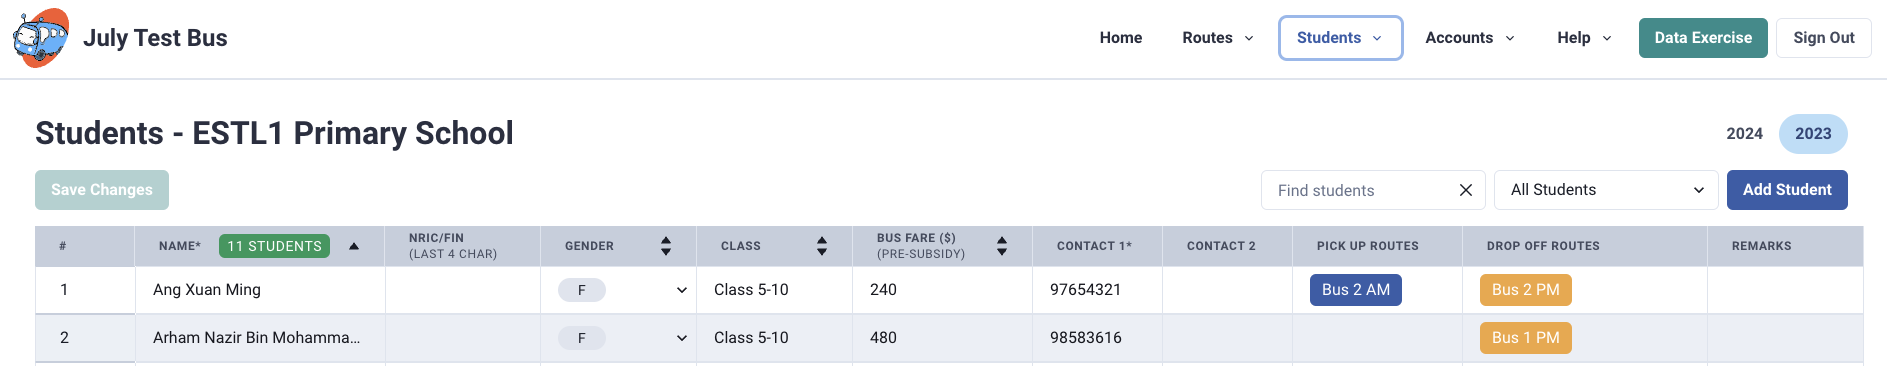 July Test Bus
Home Routes Students Accounts Help Data Exercise Sign Out
Students - ESTL1 Primary School
2024 2023
Save Changes
Find students All Students Add Student
# NAME* 11 STUDENTS NRIC/FIN (LAST 4 CHAR) GENDER CLASS BUS FARE ($) (PRE-SUBSIDY) CONTACT 1* CONTACT 2 PICK UP ROUTES DROP OFF ROUTES REMARKS
1 Ang Xuan Ming F Class 5-10 240 97654321 Bus 2 AM Bus 2 PM
2 Arham Nazir Bin Mohamma... F Class 5-10 480 98583616 Bus 1 PM